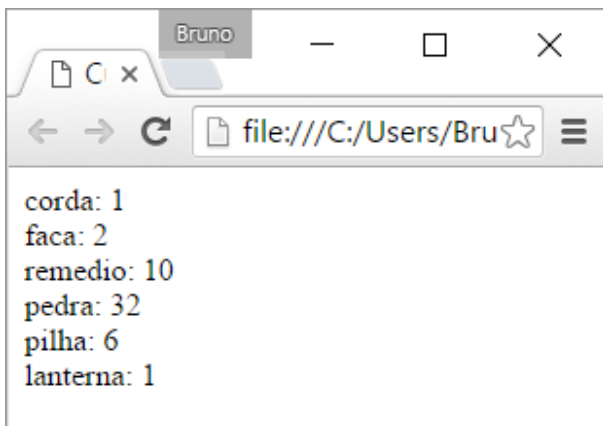 Bruno
C
file:///C:/Users/Bru
corda: 1
faca: 2
remedio: 10
pedra: 32
pilha: 6
lanterna: 1